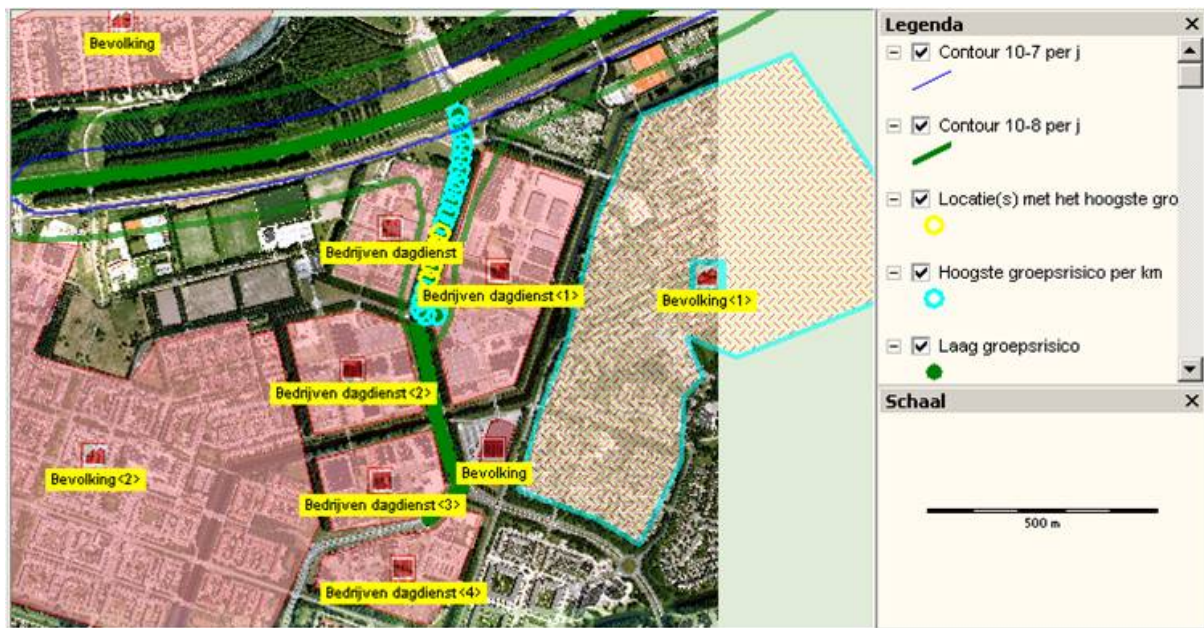 Bevolking
Bedrijven dagdienst
Bedrijven dagdienst<1>
Bevolking<1>
Bedrijven dagdienst<2>
Bevolking<2>
Bevolking
Bedrijven dagdienst<3>
Bedrijven dagdienst<4>
Legenda
Contour 10-7 per j
Contour 10-8 per j
Locatie(s) met het hoogste gro
Hoogste groepsrisico per km
Laag groepsrisico
Schaal
500 m